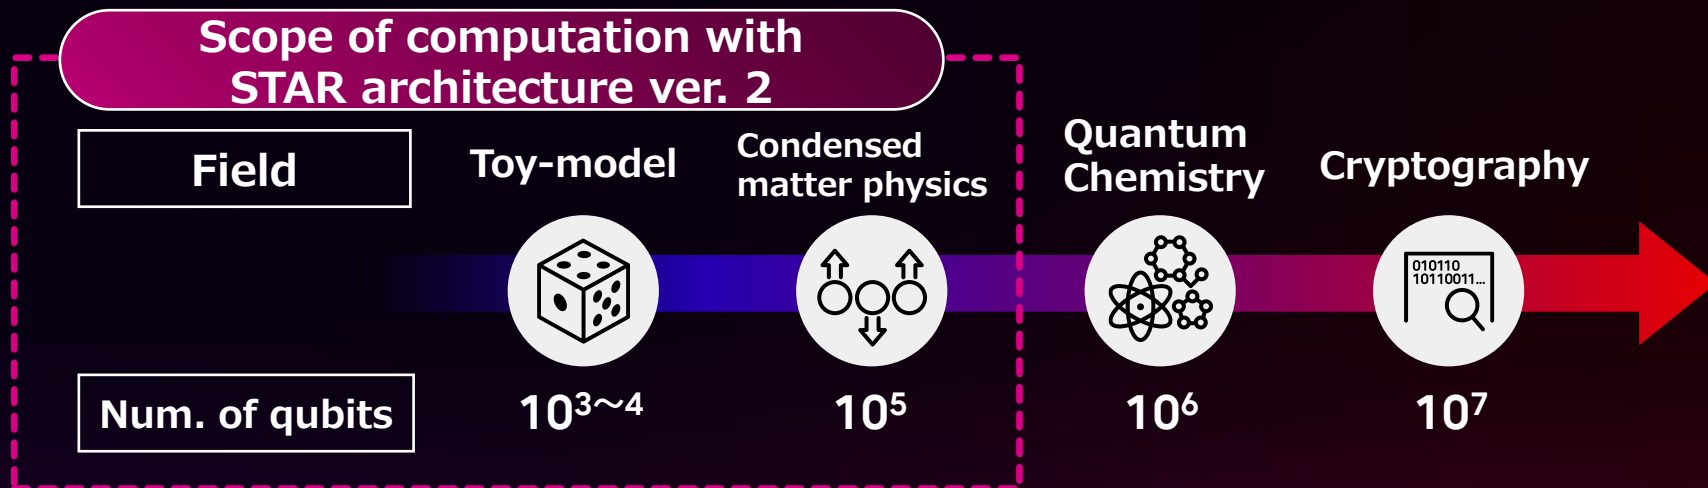 Scope of computation with
STAR architecture ver. 2
Field
Toy-model
Condensed
matter physics
Quantum
Chemistry
Cryptography
010110
10110011...
Num. of qubits
10³~⁴
10⁵
10⁶
10⁷